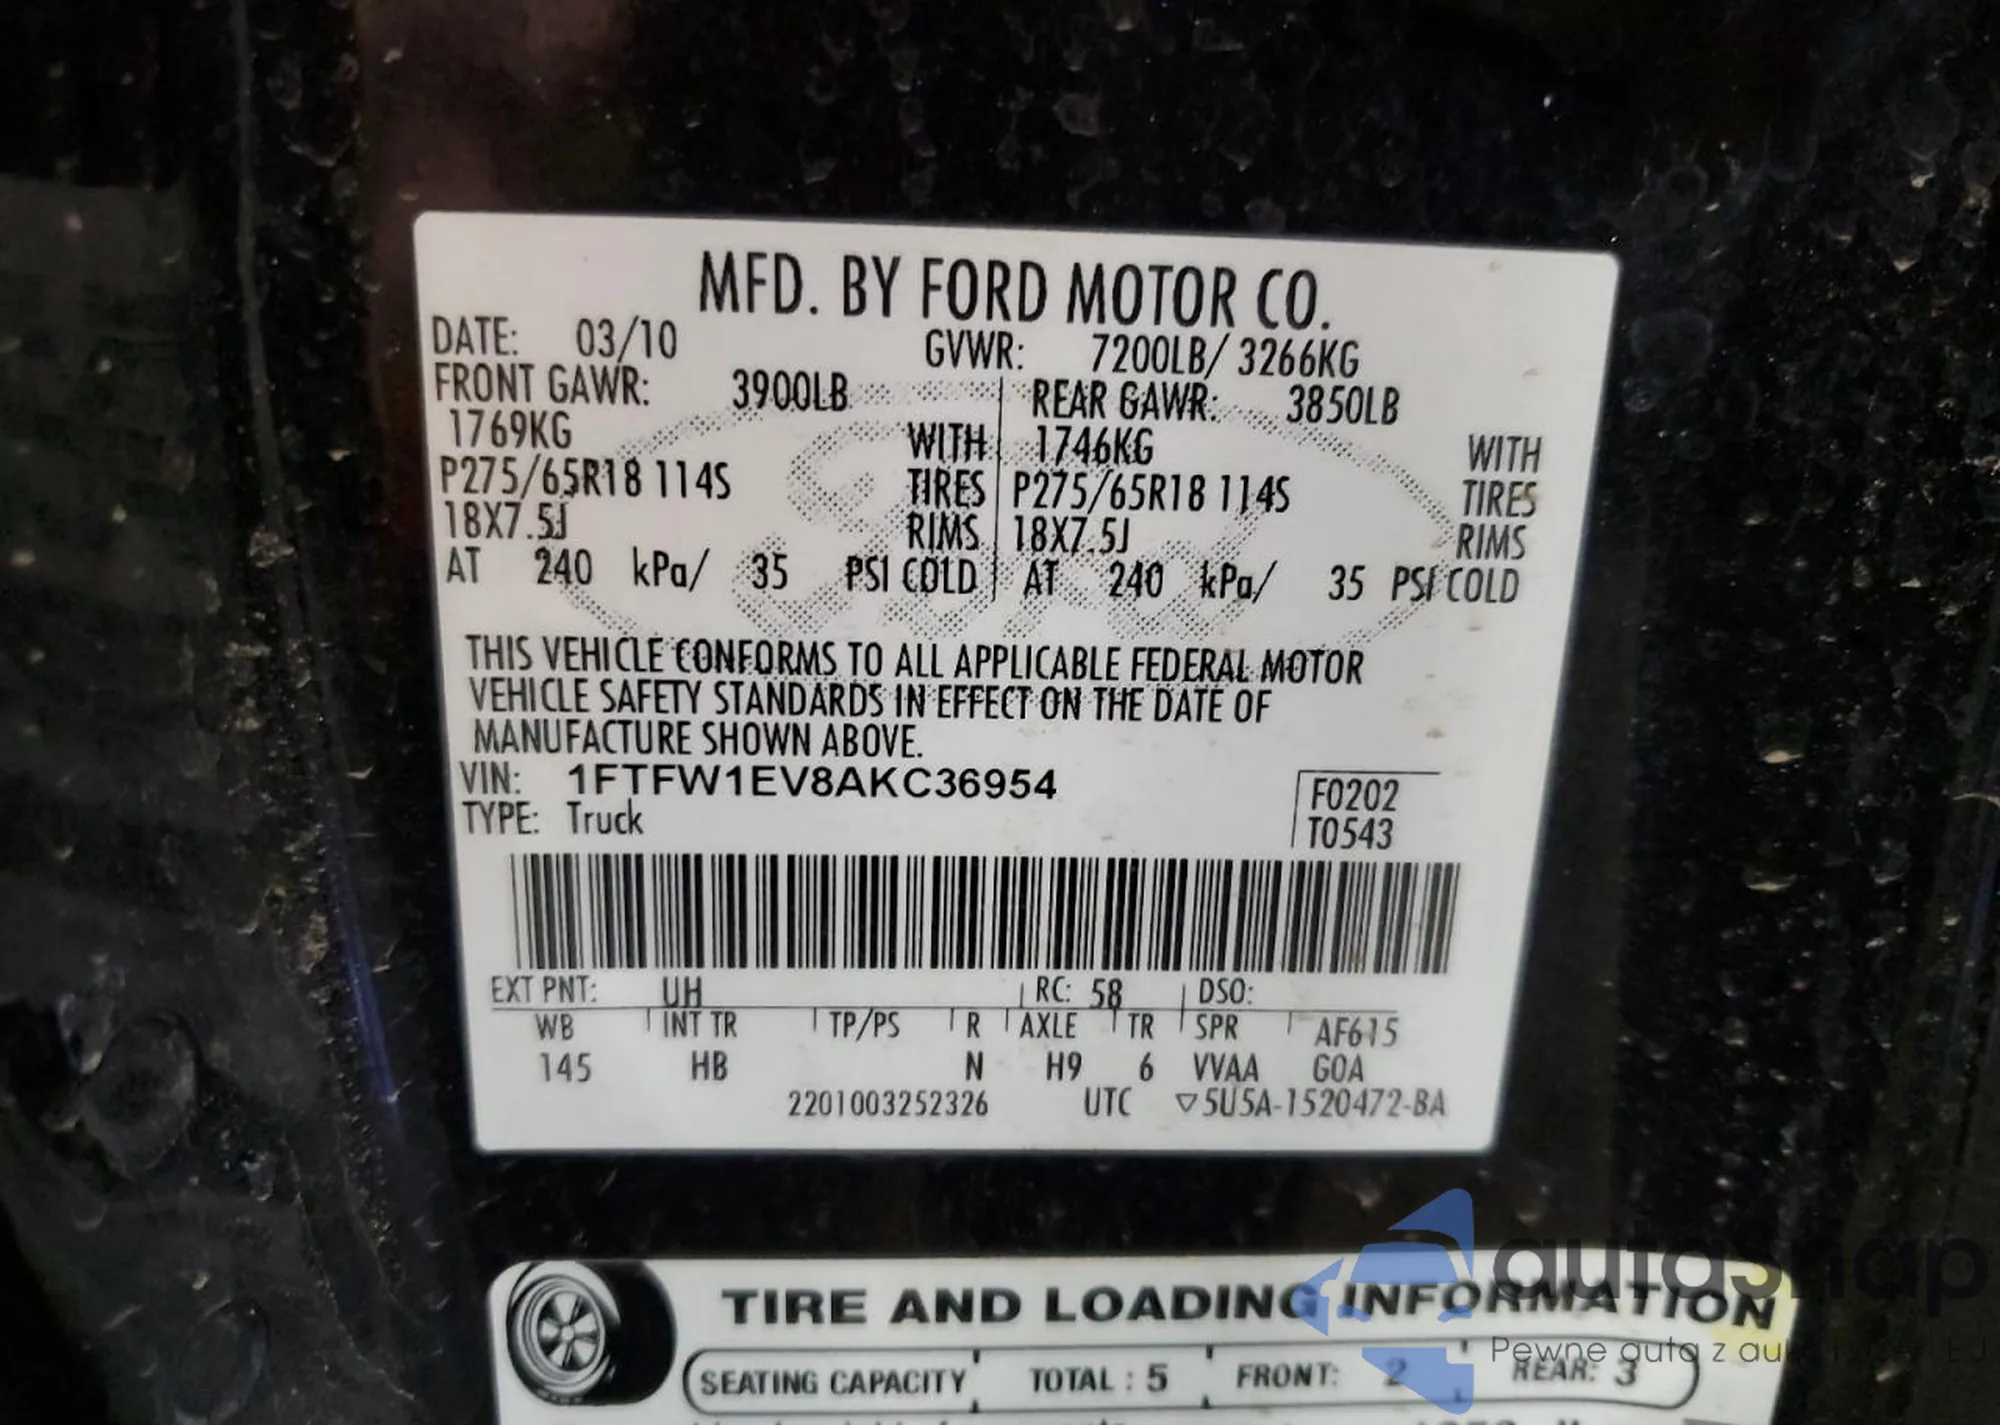 MFD. BY FORD MOTOR CO.
DATE: 03/10 GVWR: 7200LB/ 3266KG
FRONT GAWR: 3900LB REAR GAWR: 3850LB
1769KG WITH 1746KG WITH
P275/65R18 114S TIRES P275/65R18 114S TIRES
18X7.5J RIMS 18X7.5J RIMS
AT 240 kPa/ 35 PSI COLD AT 240 kPa/ 35 PSI COLD
THIS VEHICLE CONFORMS TO ALL APPLICABLE FEDERAL MOTOR
VEHICLE SAFETY STANDARDS IN EFFECT ON THE DATE OF
MANUFACTURE SHOWN ABOVE.
VIN: 1FTFW1EV8AKC36954 F0202
TYPE: Truck T0543
EXT PNT: UH RC: 58 DSO:
WB INT TR TP/PS R AXLE TR SPR AF615
145 HB N H9 6 VVAA GOA
2201003252326 UTC ▽5U5A-1520472-BA
TIRE AND LOADING INFORMATION
SEATING CAPACITY TOTAL : 5 FRONT: 2 REAR: 3
autosnap
Pewne auta z